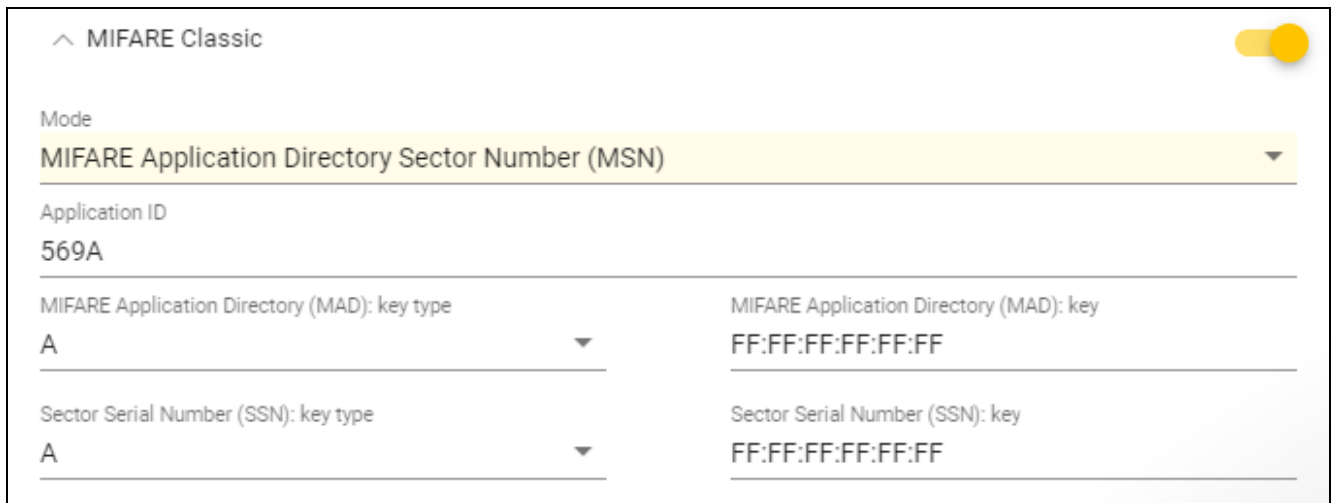 MIFARE Classic
Mode
MIFARE Application Directory Sector Number (MSN)
Application ID
569A
MIFARE Application Directory (MAD): key type
MIFARE Application Directory (MAD): key
A
FF:FF:FF:FF:FF:FF
Sector Serial Number (SSN): key type
Sector Serial Number (SSN): key
A
FF:FF:FF:FF:FF:FF